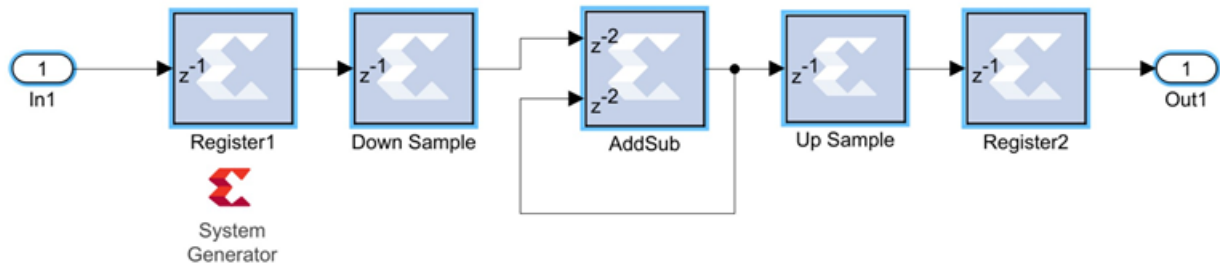 1
In1
z-1
Register1
z-1
Down Sample
z-2
z-2
AddSub
z-1
Up Sample
z-1
Register2
1
Out1
System
Generator